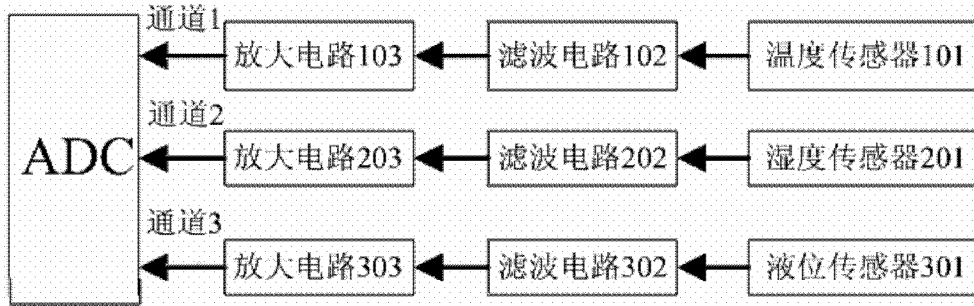 通道1
放大电路103
滤波电路102
温度传感器101
ADC
通道2
放大电路203
滤波电路202
湿度传感器201
通道3
放大电路303
滤波电路302
液位传感器301